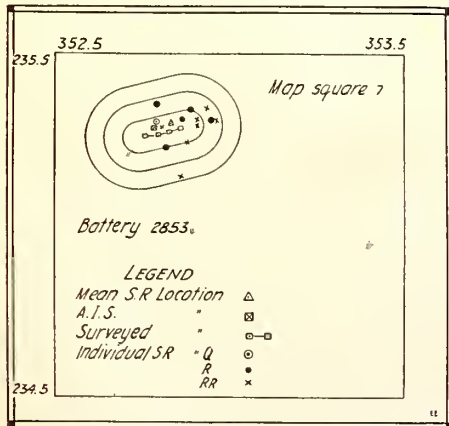 352.5 353.5
235.5
Map square 7
Battery 2853
LEGEND
Mean S.R Location
A.I.S. "
Surveyed "
Individual SR " Q
R
RR
234.5